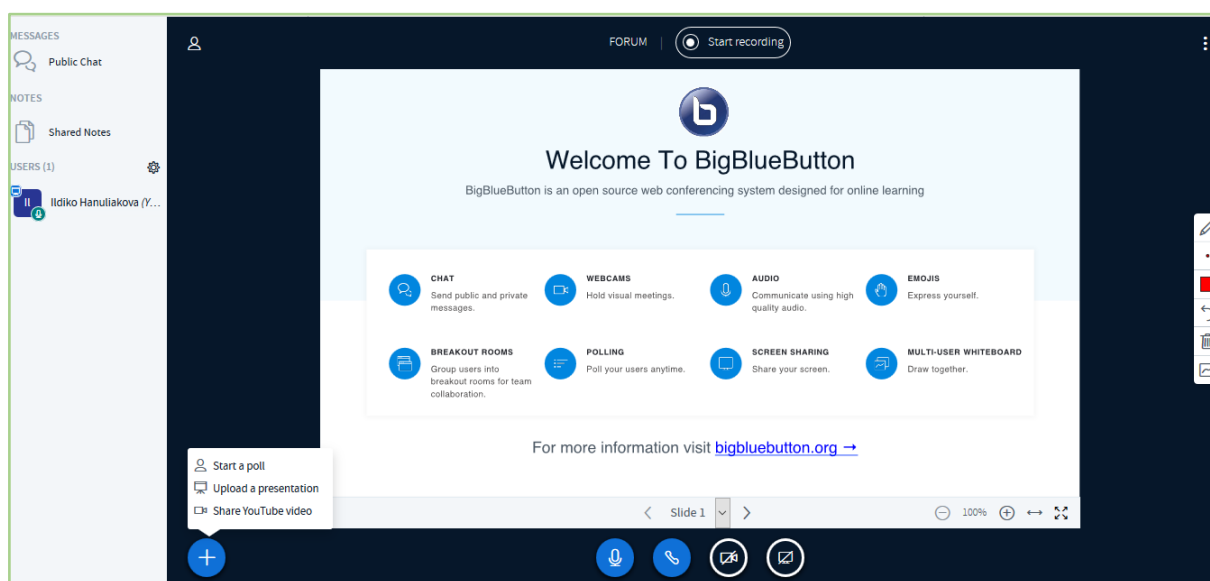 MESSAGES
Public Chat
NOTES
Shared Notes
USERS (1)
II
Ildiko Hanuliakova (Y...
FORUM
Start recording
b
Welcome To BigBlueButton
BigBlueButton is an open source web conferencing system designed for online learning
CHAT
Send public and private
messages.
WEBCAMS
Hold visual meetings.
AUDIO
Communicate using high
quality audio.
EMOJIS
Express yourself.
BREAKOUT ROOMS
Group users into
breakout rooms for team
collaboration.
POLLING
Poll your users anytime.
SCREEN SHARING
Share your screen.
MULTI-USER WHITEBOARD
Draw together.
For more information visit bigbluebutton.org →
Start a poll
Upload a presentation
Share YouTube video
Slide 1
100%